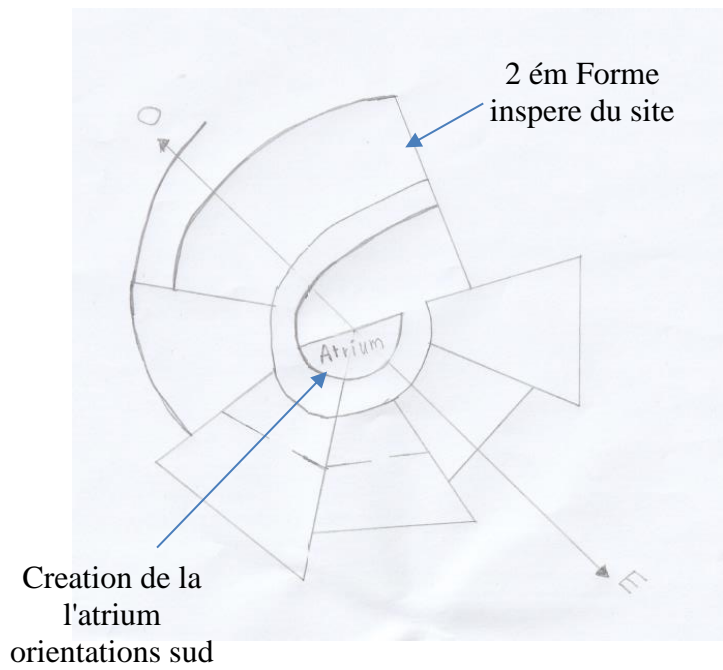 2 ém Forme
inspere du site
O
Atrium
E
Creation de la
l'atrium
orientations sud